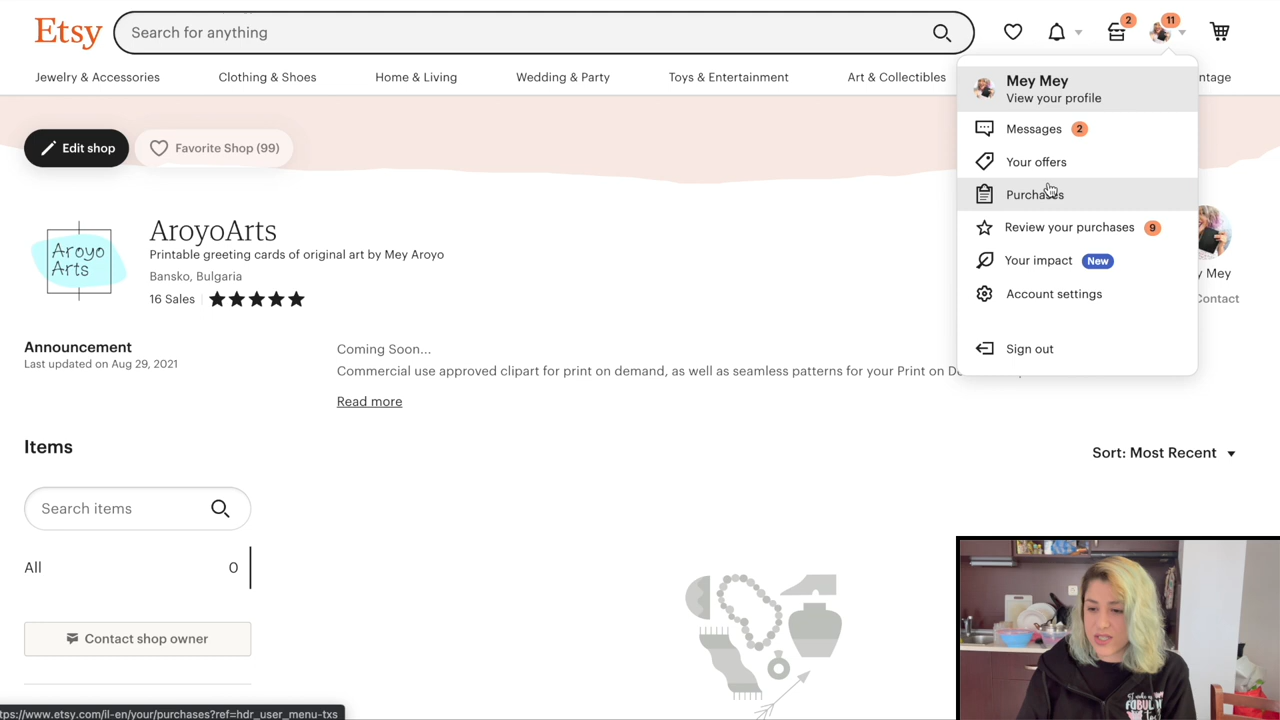 Etsy
Search for anything
2
11
Jewelry & Accessories
Clothing & Shoes
Home & Living
Wedding & Party
Toys & Entertainment
Art & Collectibles
ntage
Mey Mey
View your profile
Messages 2
Your offers
Purchases
Review your purchases 9
Your impact New
Account settings
Sign out
Edit shop
Favorite Shop (99)
Aroyo
Arts
AroyoArts
Printable greeting cards of original art by Mey Aroyo
Bansko, Bulgaria
16 Sales
y Mey
Contact
Announcement
Last updated on Aug 29, 2021
Coming Soon...
Commercial use approved clipart for print on demand, as well as seamless patterns for your Print on D
Read more
Items
Sort: Most Recent
Search items
All 0
Contact shop owner
tps://www.etsy.com/il-en/your/purchases?ref=hdr_user_menu-txs
FABUL